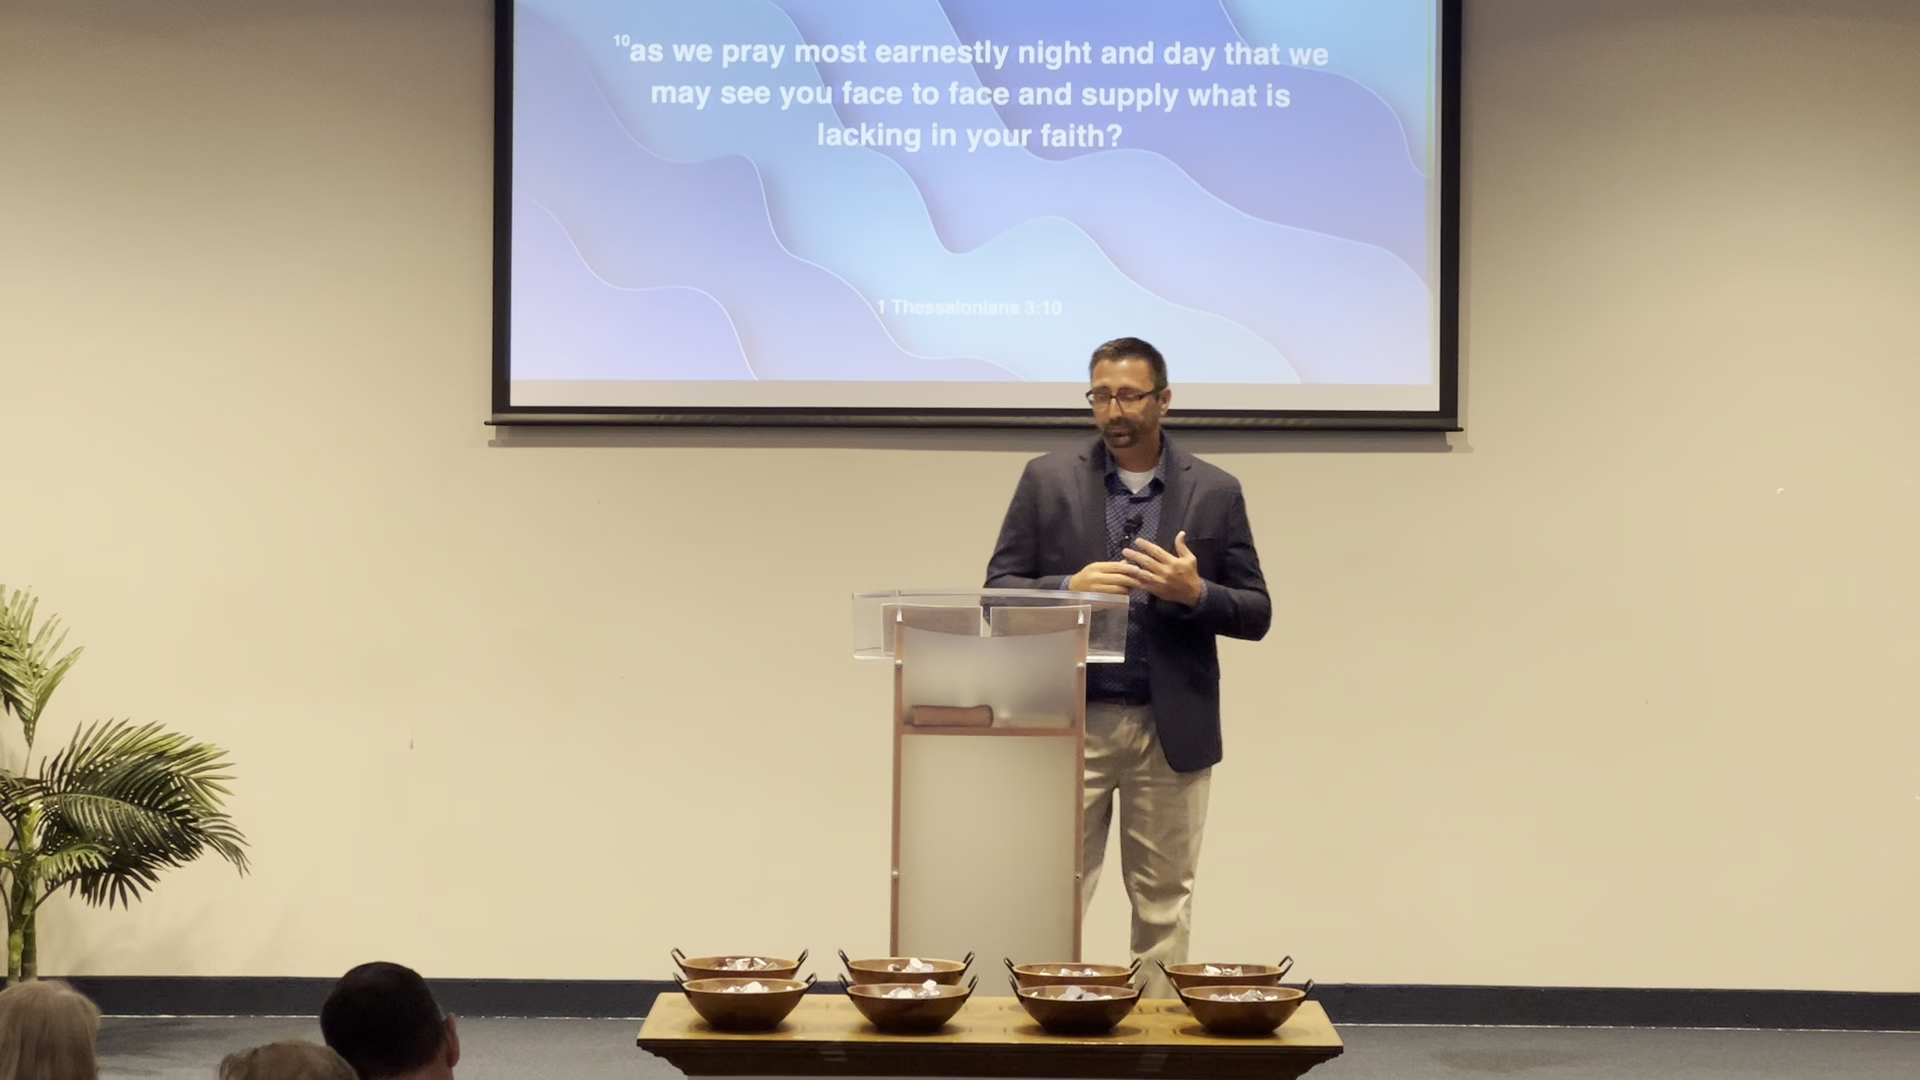 10as we pray most earnestly night and day that we
may see you face to face and supply what is
lacking in your faith?
1 Thessalonians 3:10